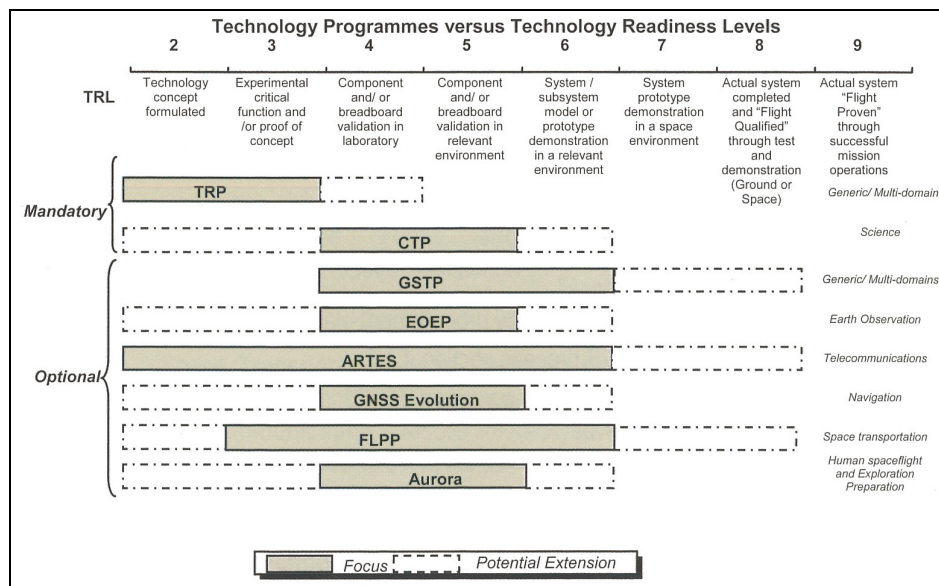 Technology Programmes versus Technology Readiness Levels
2 3 4 5 6 7 8 9
TRL
Technology
concept
formulated
Experimental
critical
function and
/or proof of
concept
Component
and/ or
breadboard
validation in
laboratory
Component
and/ or
breadboard
validation in
relevant
environment
System /
subsystem
model or
prototype
demonstration
in a relevant
environment
System
prototype
demonstration
in a space
environment
Actual system
completed
and “Flight
Qualified”
through test
and
demonstration
(Ground or
Space)
Actual system
“Flight
Proven”
through
successful
mission
operations
Mandatory
TRP
Generic/ Multi-domain
CTP
Science
Optional
GSTP
Generic/ Multi-domains
EOEP
Earth Observation
ARTES
Telecommunications
GNSS Evolution
Navigation
FLPP
Space transportation
Aurora
Human spaceflight
and Exploration
Preparation
Focus
Potential Extension